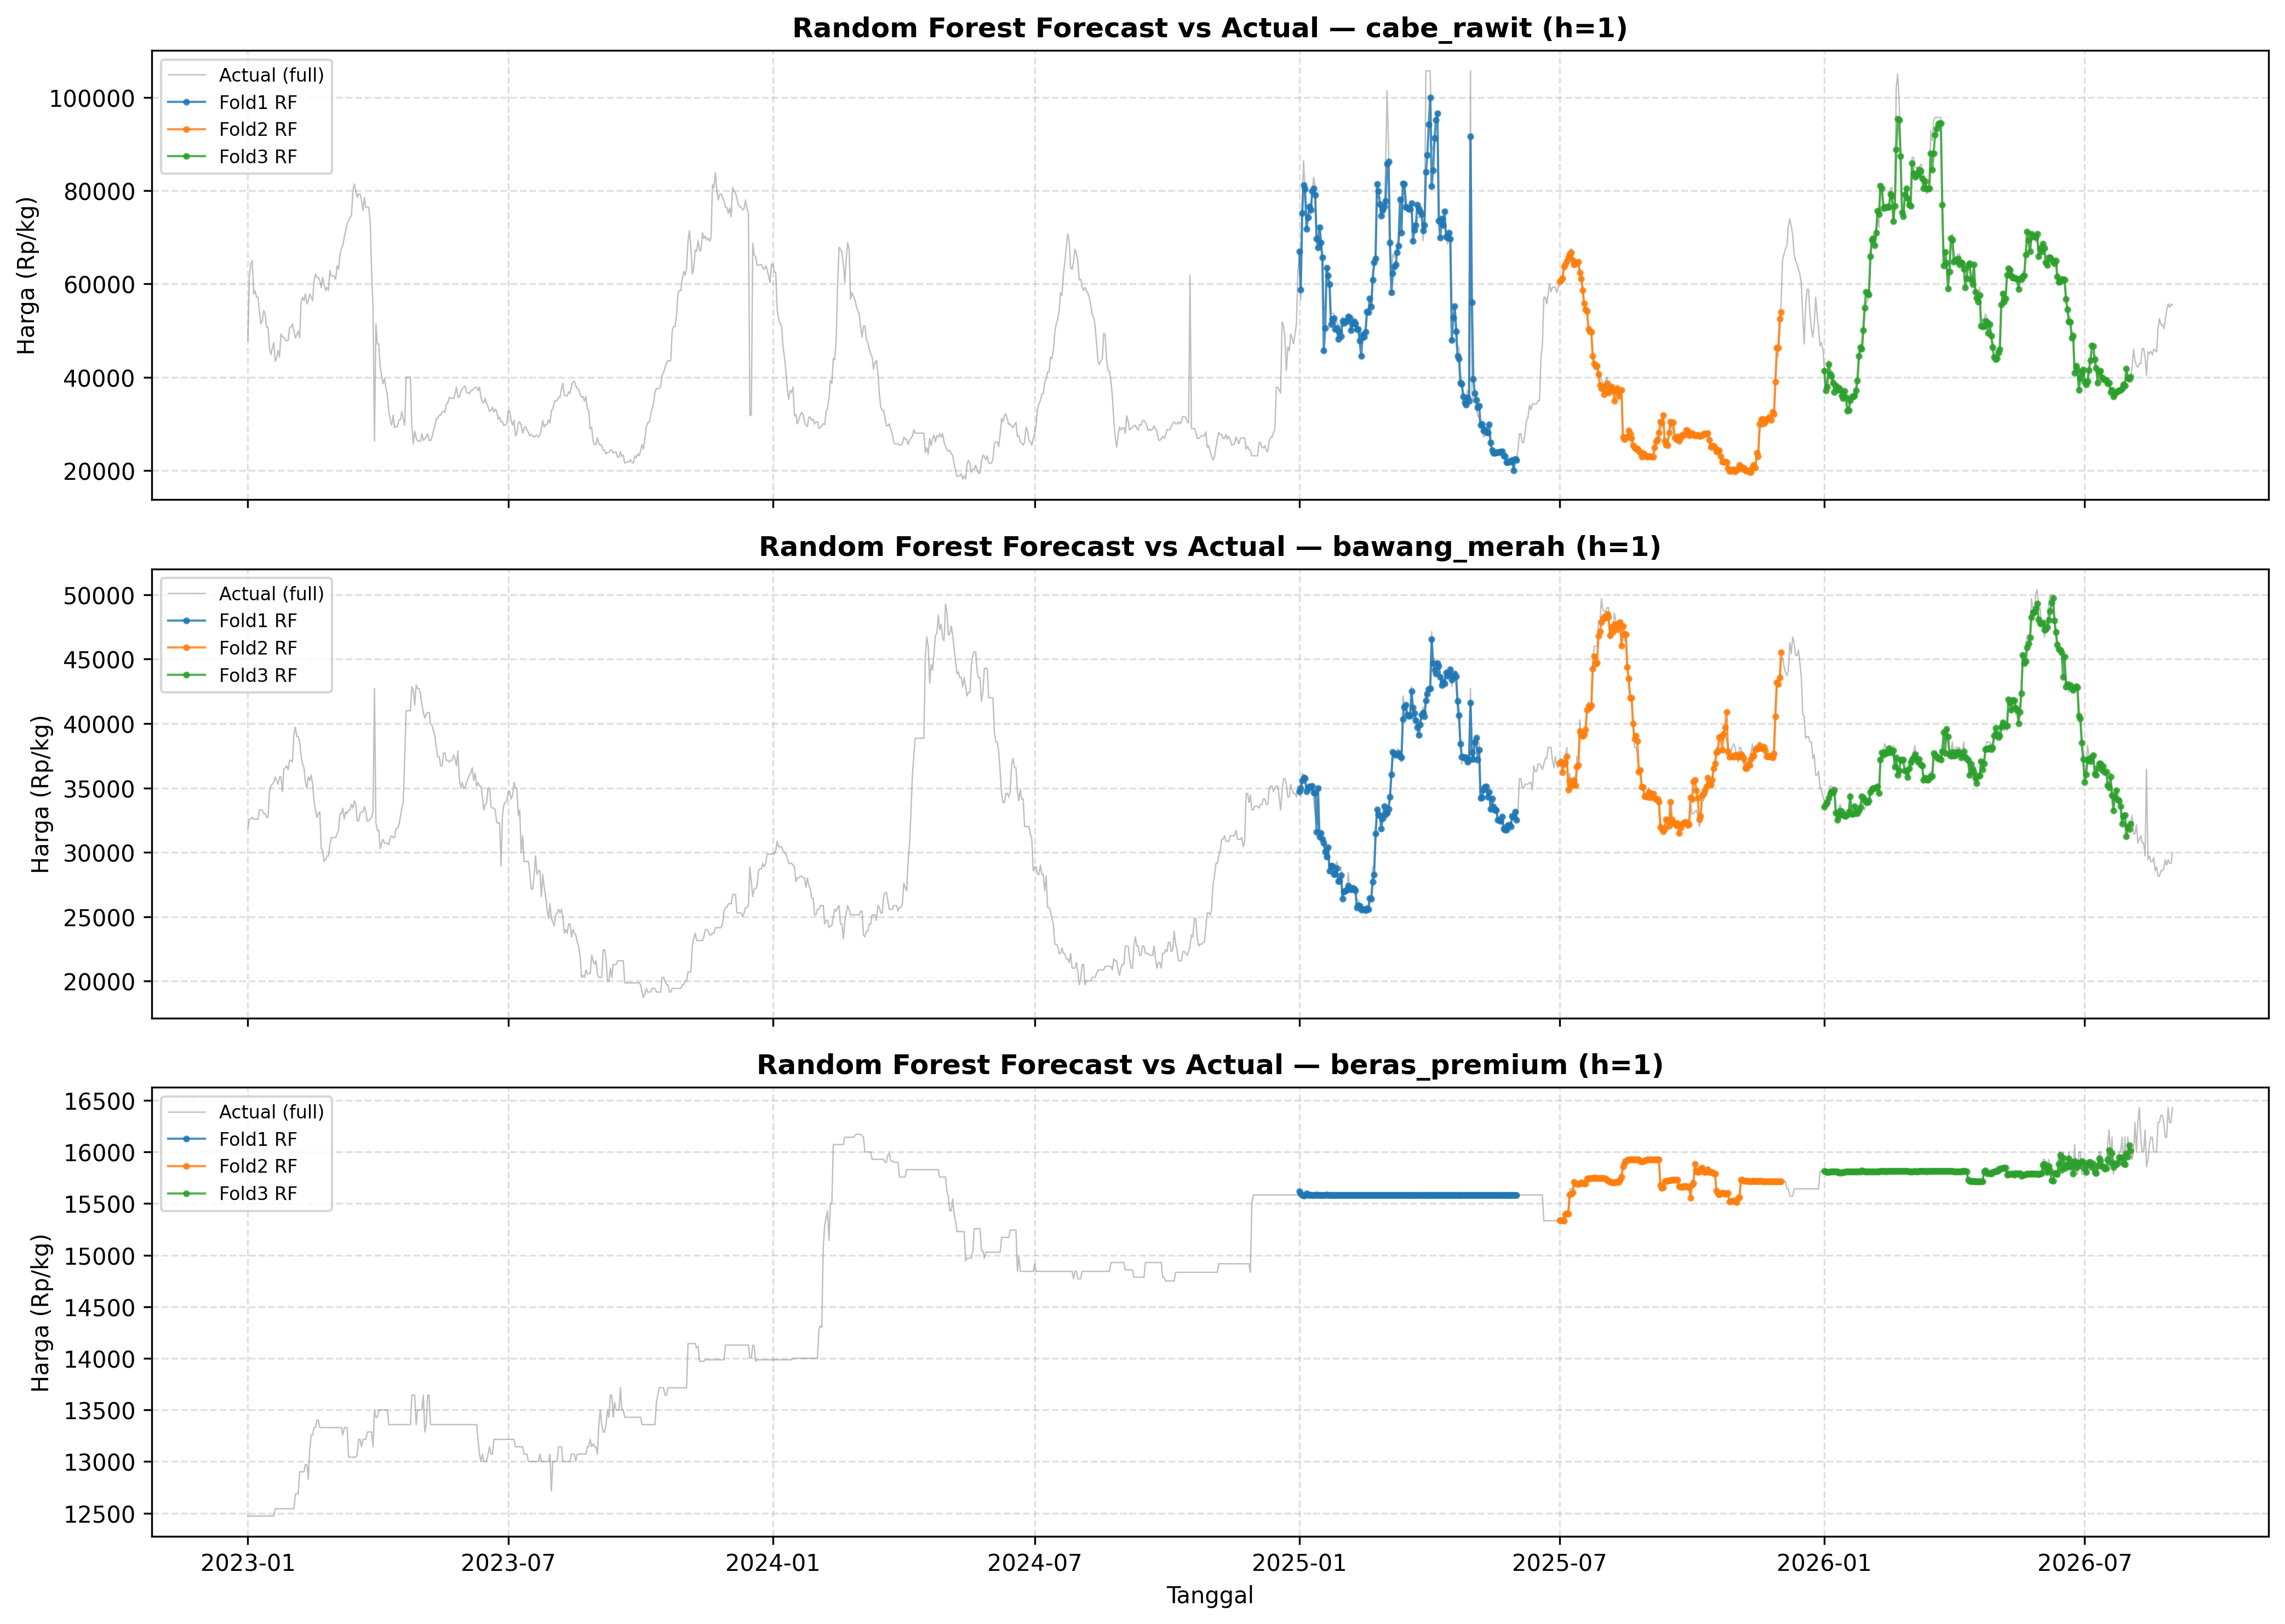 Random Forest Forecast vs Actual — cabe_rawit (h=1)
Harga (Rp/kg)
100000
80000
60000
40000
20000
Actual (full)
Fold1 RF
Fold2 RF
Fold3 RF
Random Forest Forecast vs Actual — bawang_merah (h=1)
Harga (Rp/kg)
50000
45000
40000
35000
30000
25000
20000
Actual (full)
Fold1 RF
Fold2 RF
Fold3 RF
Random Forest Forecast vs Actual — beras_premium (h=1)
Harga (Rp/kg)
16500
16000
15500
15000
14500
14000
13500
13000
12500
Actual (full)
Fold1 RF
Fold2 RF
Fold3 RF
2023-01 2023-07 2024-01 2024-07 2025-01 2025-07 2026-01 2026-07
Tanggal